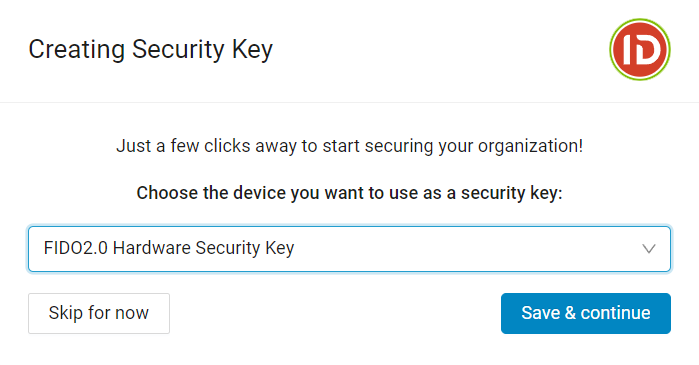 Creating Security Key
ID
Just a few clicks away to start securing your organization!
Choose the device you want to use as a security key:
FIDO2.0 Hardware Security Key
Skip for now
Save & continue